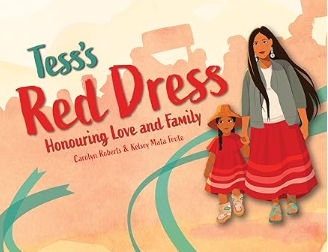 Tess's
Red Dress
Honouring Love and Family
Carolyn Roberts & Kelsey Mata Foote